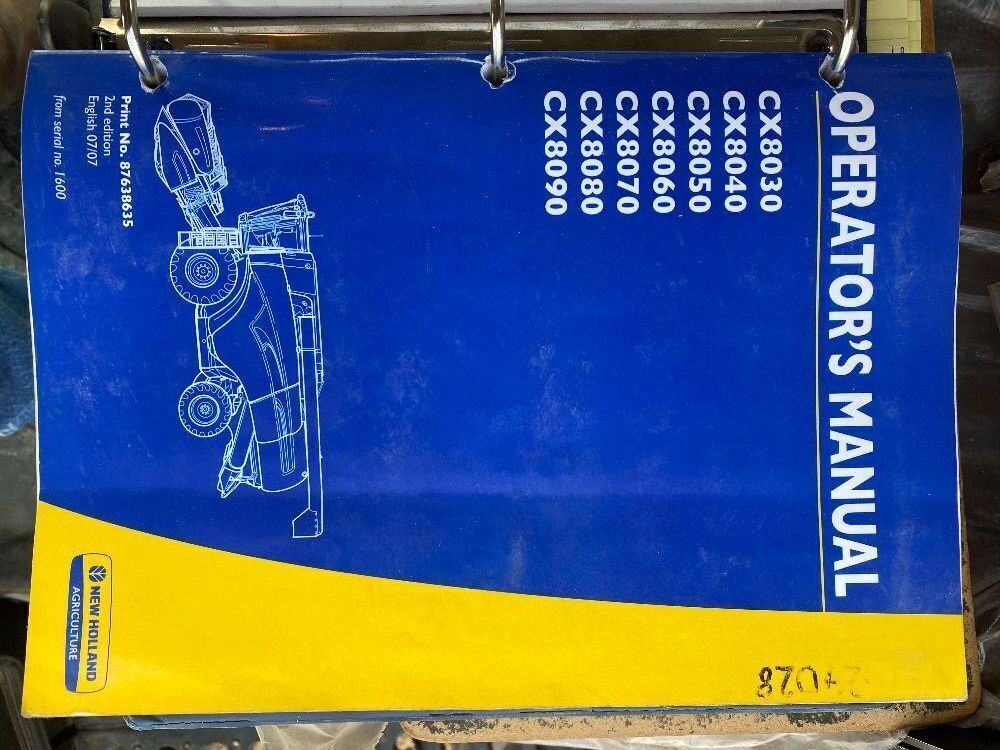 OPERATOR'S MANUAL
CX8030
CX8040
CX8050
CX8060
CX8070
CX8080
CX8090
Print No. 87638635
2nd edition
English 07/07
from serial no. 1600
NEW HOLLAND
AGRICULTURE